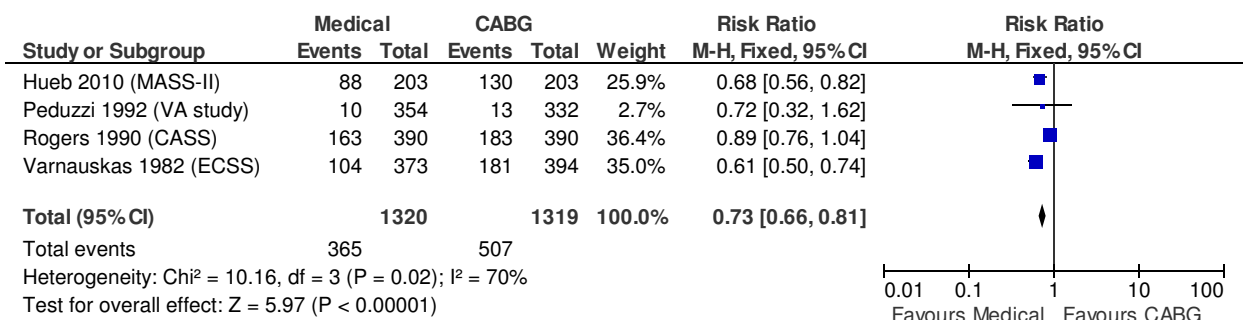 Medical CABG Risk Ratio Risk Ratio
Study or Subgroup Events Total Events Total Weight M-H, Fixed, 95% CI M-H, Fixed, 95% CI
Hueb 2010 (MASS-II) 88 203 130 203 25.9% 0.68 [0.56, 0.82]
Peduzzi 1992 (VA study) 10 354 13 332 2.7% 0.72 [0.32, 1.62]
Rogers 1990 (CASS) 163 390 183 390 36.4% 0.89 [0.76, 1.04]
Varnauskas 1982 (ECSS) 104 373 181 394 35.0% 0.61 [0.50, 0.74]
Total (95% CI) 1320 1319 100.0% 0.73 [0.66, 0.81]
Total events 365 507
Heterogeneity: Chi² = 10.16, df = 3 (P = 0.02); I² = 70%
Test for overall effect: Z = 5.97 (P < 0.00001)
0.01 0.1 1 10 100
Favours Medical Favours CABG